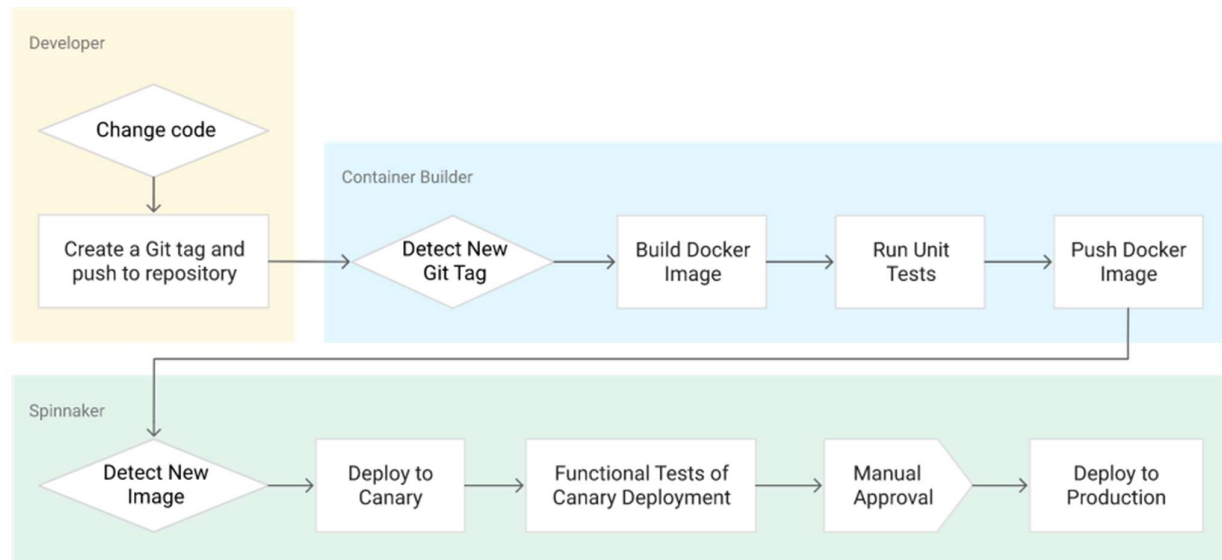 Developer
Change code
Create a Git tag and
push to repository
Container Builder
Detect New
Git Tag
Build Docker
Image
Run Unit
Tests
Push Docker
Image
Spinnaker
Detect New
Image
Deploy to
Canary
Functional Tests of
Canary Deployment
Manual
Approval
Deploy to
Production